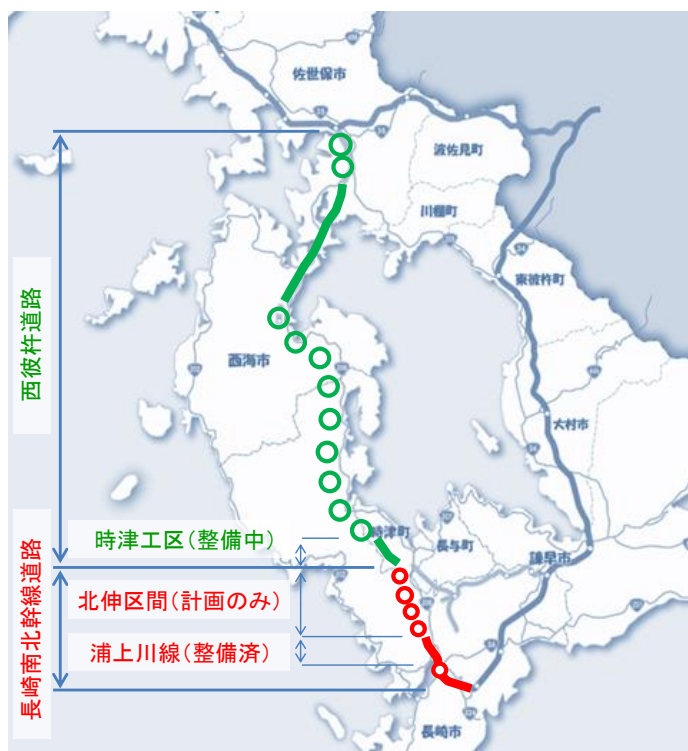 佐世保市
波佐見町
川棚町
東彼杵町
西彼杵道路
西海市
大村市
時津工区(整備中)
時津町
長与町
諫早市
長崎南北幹線道路
北伸区間(計画のみ)
浦上川線(整備済)
長崎市